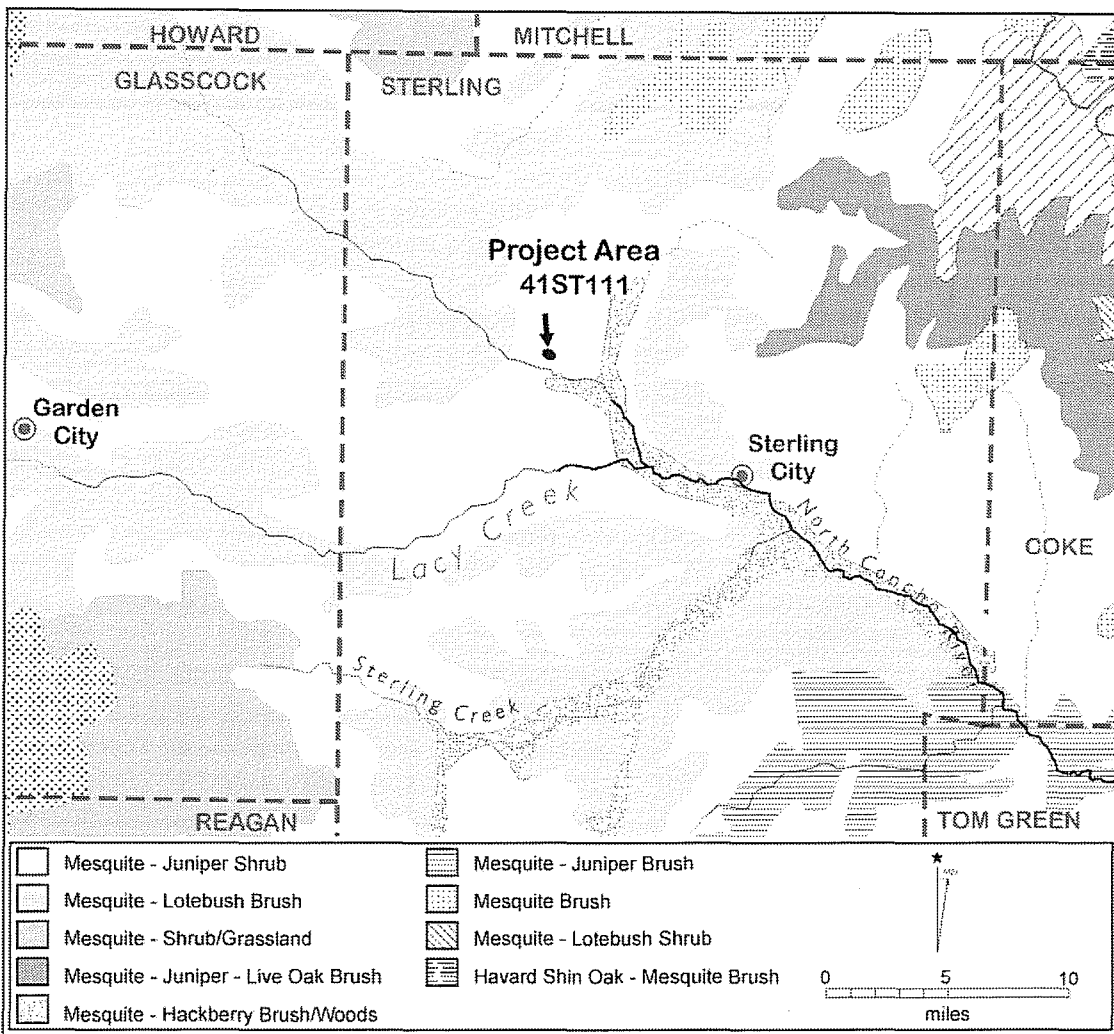 HOWARD
MITCHELL
GLASSCOCK
STERLING
Project Area
41ST111
Garden
City
Sterling
City
Lacy Creek
North Concho River
COKE
Sterling Creek
REAGAN
TOM GREEN
Mesquite - Juniper Shrub
Mesquite - Lotebush Brush
Mesquite - Shrub/Grassland
Mesquite - Juniper - Live Oak Brush
Mesquite - Hackberry Brush/Woods
Mesquite - Juniper Brush
Mesquite Brush
Mesquite - Lotebush Shrub
Havard Shin Oak - Mesquite Brush
0 5 10
miles